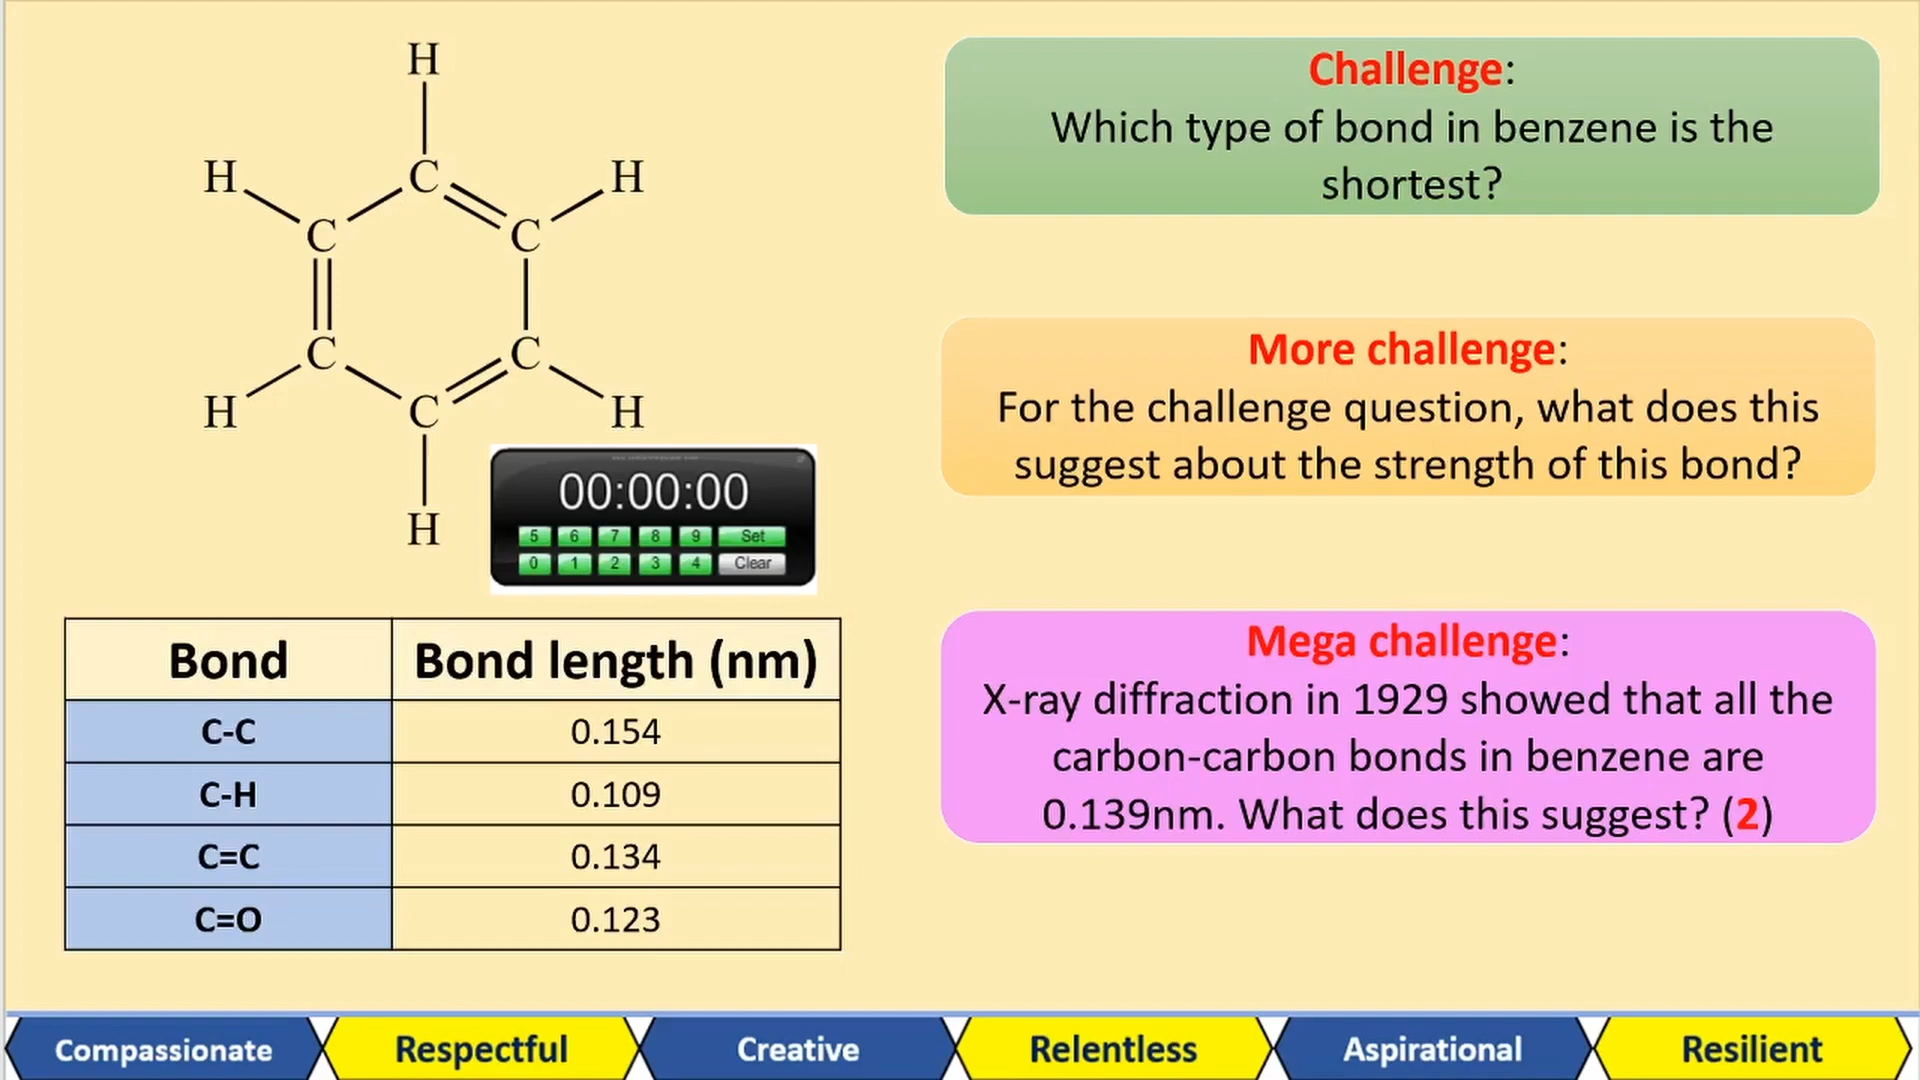 H
H
H
C
C
C
C
C
C
H
H
H
00:00:00
5 6 7 8 9 Set
0 1 2 3 4 Clear
Bond Bond length (nm)
C-C 0.154
C-H 0.109
C=C 0.134
C=O 0.123
Challenge:
Which type of bond in benzene is the
shortest?
More challenge:
For the challenge question, what does this
suggest about the strength of this bond?
Mega challenge:
X-ray diffraction in 1929 showed that all the
carbon-carbon bonds in benzene are
0.139nm. What does this suggest? (2)
Compassionate Respectful Creative Relentless Aspirational Resilient